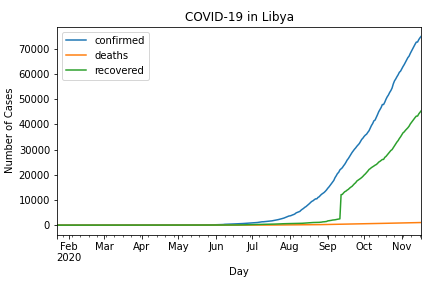 COVID-19 in Libya
confirmed
deaths
recovered
70000
60000
50000
40000
30000
20000
10000
0
Number of Cases
Feb Mar Apr May Jun Jul Aug Sep Oct Nov
2020
Day